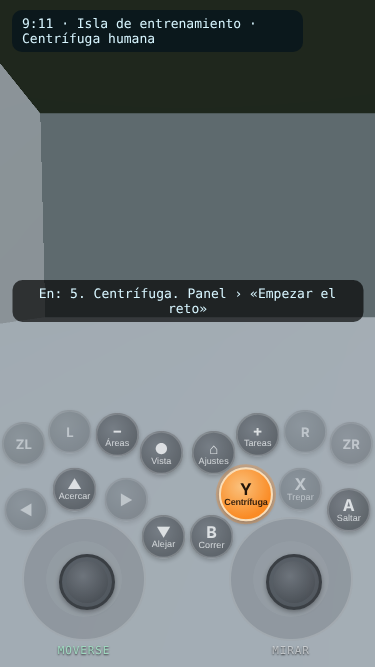 9:11 · Isla de entrenamiento ·
Centrífuga humana
En: 5. Centrífuga. Panel › «Empezar el
reto»
ZL
L
−
Áreas
Vista
Ajustes
+
Tareas
R
ZR
Acercar
Y
Centrífuga
X
Trepar
A
Saltar
Alejar
B
Correr
MOVERSE
MIRAR